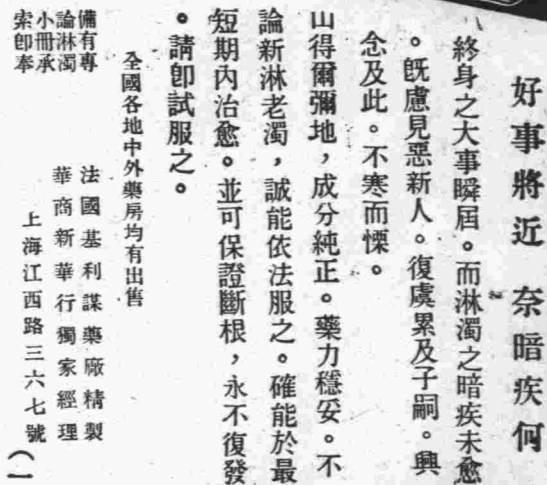 好事將近 奈暗疾何
終身之大事瞬屆。而淋濁之暗疾未愈
。旣慮見惡新人。復虞累及子嗣。興
念及此。不寒而慄。
山得爾彌地,成分純正。藥力穩安。不
論新淋老濁,誠能依法服之。確能於最
短期內治愈。並可保證斷根,永不復發
。請卽試服之。
全國各地中外藥房均有出售
備有專
論淋濁
小冊承
索卽奉
法國基利謀藥廠精製
華商新華行獨家經理
上海江西路三六七號
(一